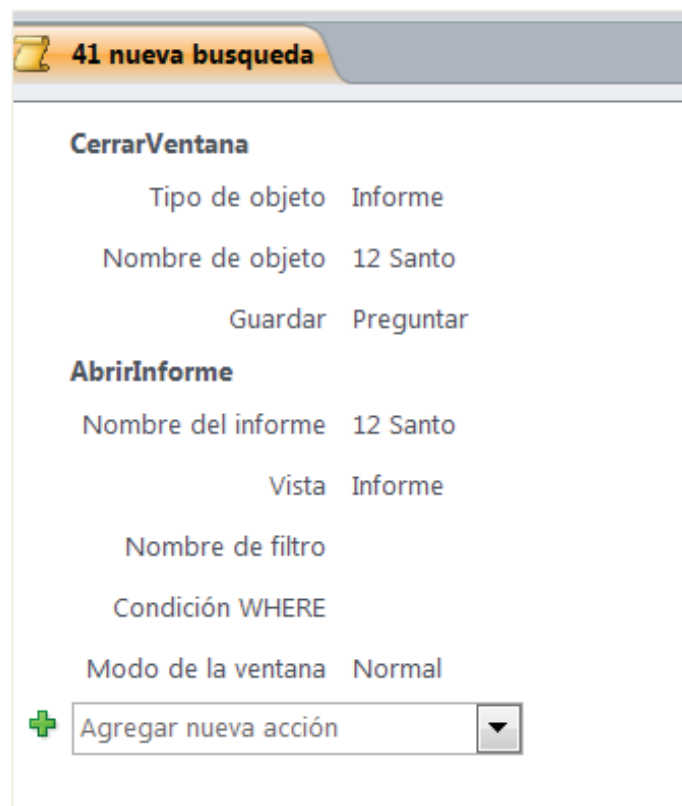 41 nueva busqueda
CerrarVentana
Tipo de objeto Informe
Nombre de objeto 12 Santo
Guardar Preguntar
AbrirInforme
Nombre del informe 12 Santo
Vista Informe
Nombre de filtro
Condición WHERE
Modo de la ventana Normal
Agregar nueva acción